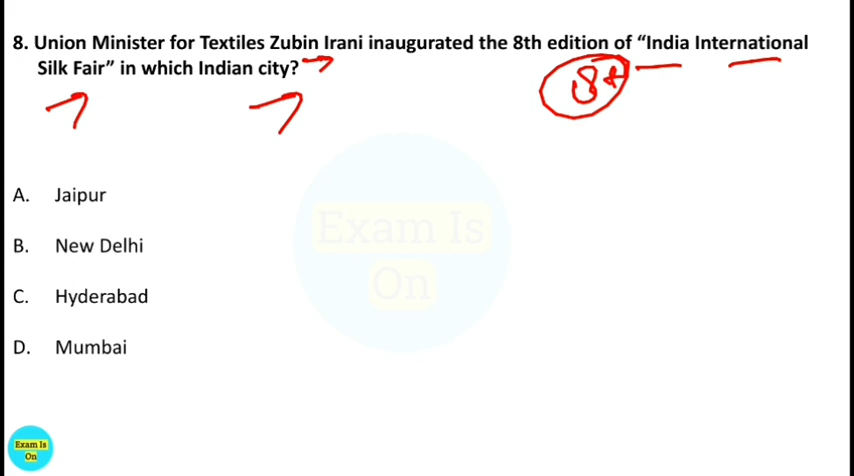 8. Union Minister for Textiles Zubin Irani inaugurated the 8th edition of “India International
Silk Fair” in which Indian city?
8th
A. Jaipur
Exam Is
B. New Delhi
On
C. Hyderabad
D. Mumbai
Exam Is
On